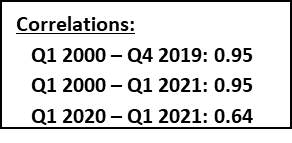 Correlations:
Q1 2000 – Q4 2019: 0.95
Q1 2000 – Q1 2021: 0.95
Q1 2020 – Q1 2021: 0.64